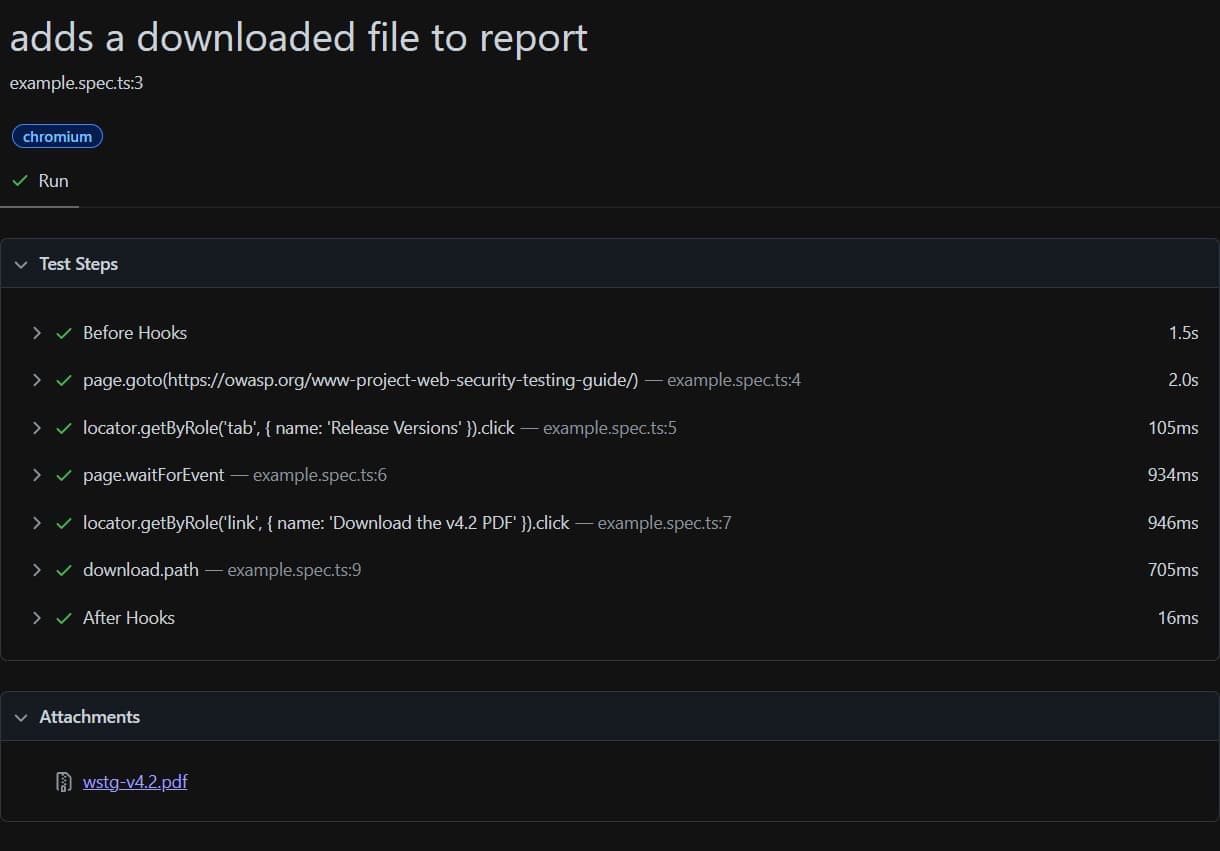 adds a downloaded file to report
example.spec.ts:3
chromium
Run
Test Steps
Before Hooks 1.5s
page.goto(https://owasp.org/www-project-web-security-testing-guide/) — example.spec.ts:4 2.0s
locator.getByRole('tab', { name: 'Release Versions' }).click — example.spec.ts:5 105ms
page.waitForEvent — example.spec.ts:6 934ms
locator.getByRole('link', { name: 'Download the v4.2 PDF' }).click — example.spec.ts:7 946ms
download.path — example.spec.ts:9 705ms
After Hooks 16ms
Attachments
wstg-v4.2.pdf